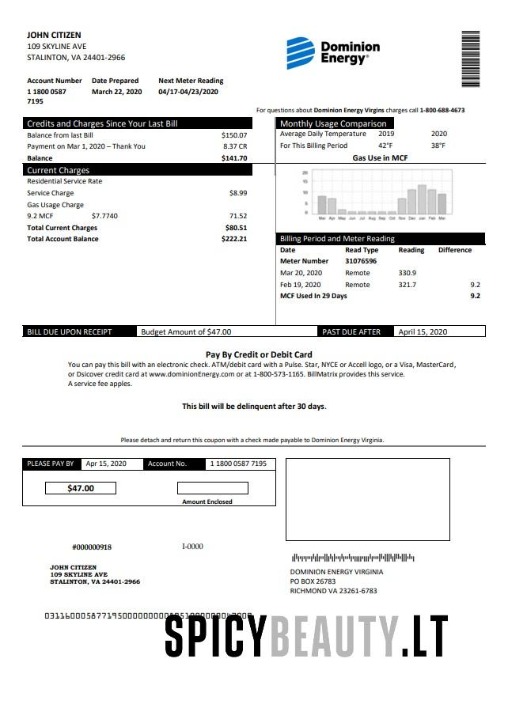 JOHN CITIZEN
109 SKYLINE AVE
STALINTON, VA 24401-2966
Dominion
Energy®
Account Number Date Prepared Next Meter Reading
1 1800 0587 March 22, 2020 04/17-04/23/2020
7195
For questions about Dominion Energy Virgins charges call 1-800-688-4673
Credits and Charges Since Your Last Bill
Balance from last Bill $150.07
Payment on Mar 1, 2020 – Thank You 8.37 CR
Balance $141.70
Current Charges
Residential Service Rate
Service Charge $8.99
Gas Usage Charge
9.2 MCF $7.7740 71.52
Total Current Charges $80.51
Total Account Balance $222.21
Monthly Usage Comparison
Average Daily Temperature 2019 2020
For This Billing Period 42°F 38°F
Gas Use in MCF
Mar Apr May Jun Jul Aug Sep Oct Nov Dec Jan Feb Mar
Billing Period and Meter Reading
Date Read Type Reading Difference
Meter Number 31076596
Mar 20, 2020 Remote 330.9
Feb 19, 2020 Remote 321.7 9.2
MCF Used In 29 Days 9.2
BILL DUE UPON RECEIPT Budget Amount of $47.00 PAST DUE AFTER April 15, 2020
Pay By Credit or Debit Card
You can pay this bill with an electronic check. ATM/debit card with a Pulse. Star, NYCE or Accell logo, or a Visa, MasterCard,
or Dsicover credit card at www.dominionEnergy.com or at 1-800-573-1165. BillMatrix provides this service.
A service fee apples.
This bill will be delinquent after 30 days.
Please detach and return this coupon with a check made payable to Dominion Energy Virginia.
PLEASE PAY BY Apr 15, 2020 Account No. 1 1800 0587 7195
$47.00
Amount Enclosed
#000000918 1-0000
JOHN CITIZEN
109 SKYLINE AVE
STALINTON, VA 24401-2966
DOMINION ENERGY VIRGINIA
PO BOX 26783
RICHMOND VA 23261-6783
SPICYBEAUTY.LT